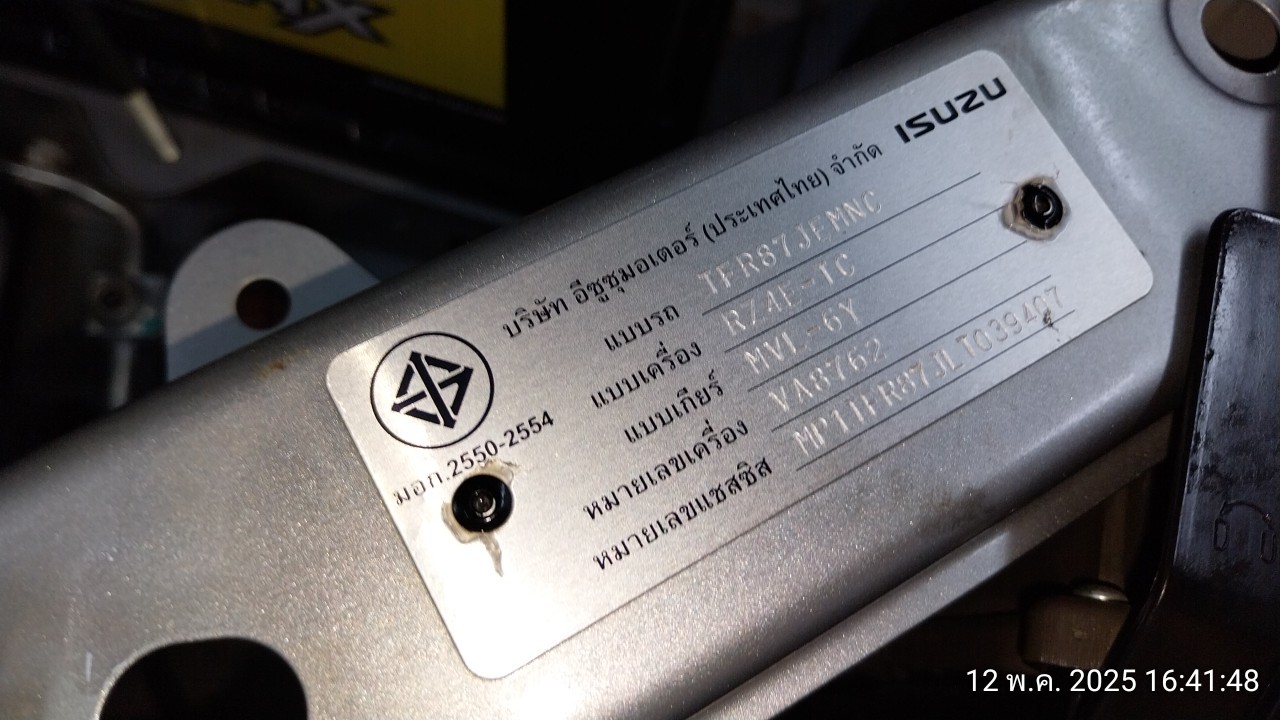 ISUZU
บริษัท อีซูซุมอเตอร์ (ประเทศไทย) จำกัด
แบบรถ TFR87JFMNC
แบบเครื่อง RZ4E-TC
แบบเกียร์ MVL-6Y
หมายเลขเครื่อง VA8762
หมายเลขแชสซิส MP1TFR87JLT039407
มอก.2550-2554
12 พ.ค. 2025 16:41:48